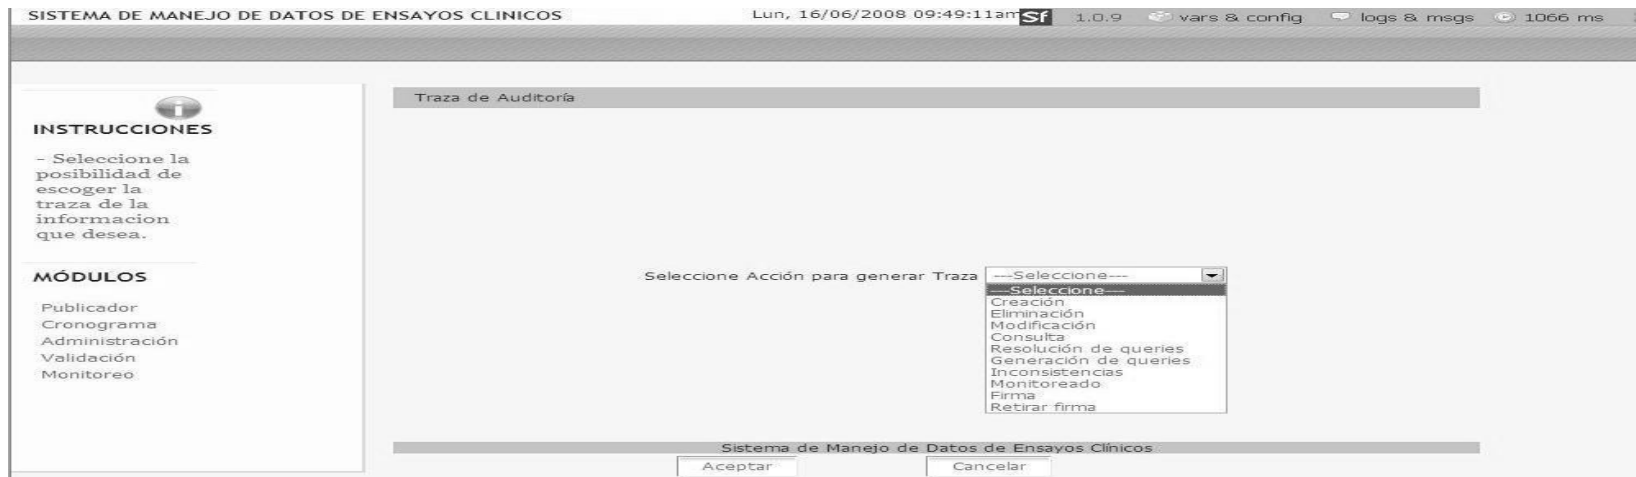 SISTEMA DE MANEJO DE DATOS DE ENSAYOS CLINICOS
Lun, 16/06/2008 09:49:11am Sf 1.0.9 vars & config logs & msgs 1066 ms
INSTRUCCIONES
- Seleccione la
posibilidad de
escoger la
traza de la
informacion
que desea.
MÓDULOS
Publicador
Cronograma
Administración
Validación
Monitoreo
Traza de Auditoría
Seleccione Acción para generar Traza ---Seleccione---
---Seleccione---
Creación
Eliminación
Modificación
Consulta
Resolución de queries
Generación de queries
Inconsistencias
Monitoreado
Firma
Retirar firma
Sistema de Manejo de Datos de Ensayos Clínicos
Aceptar Cancelar